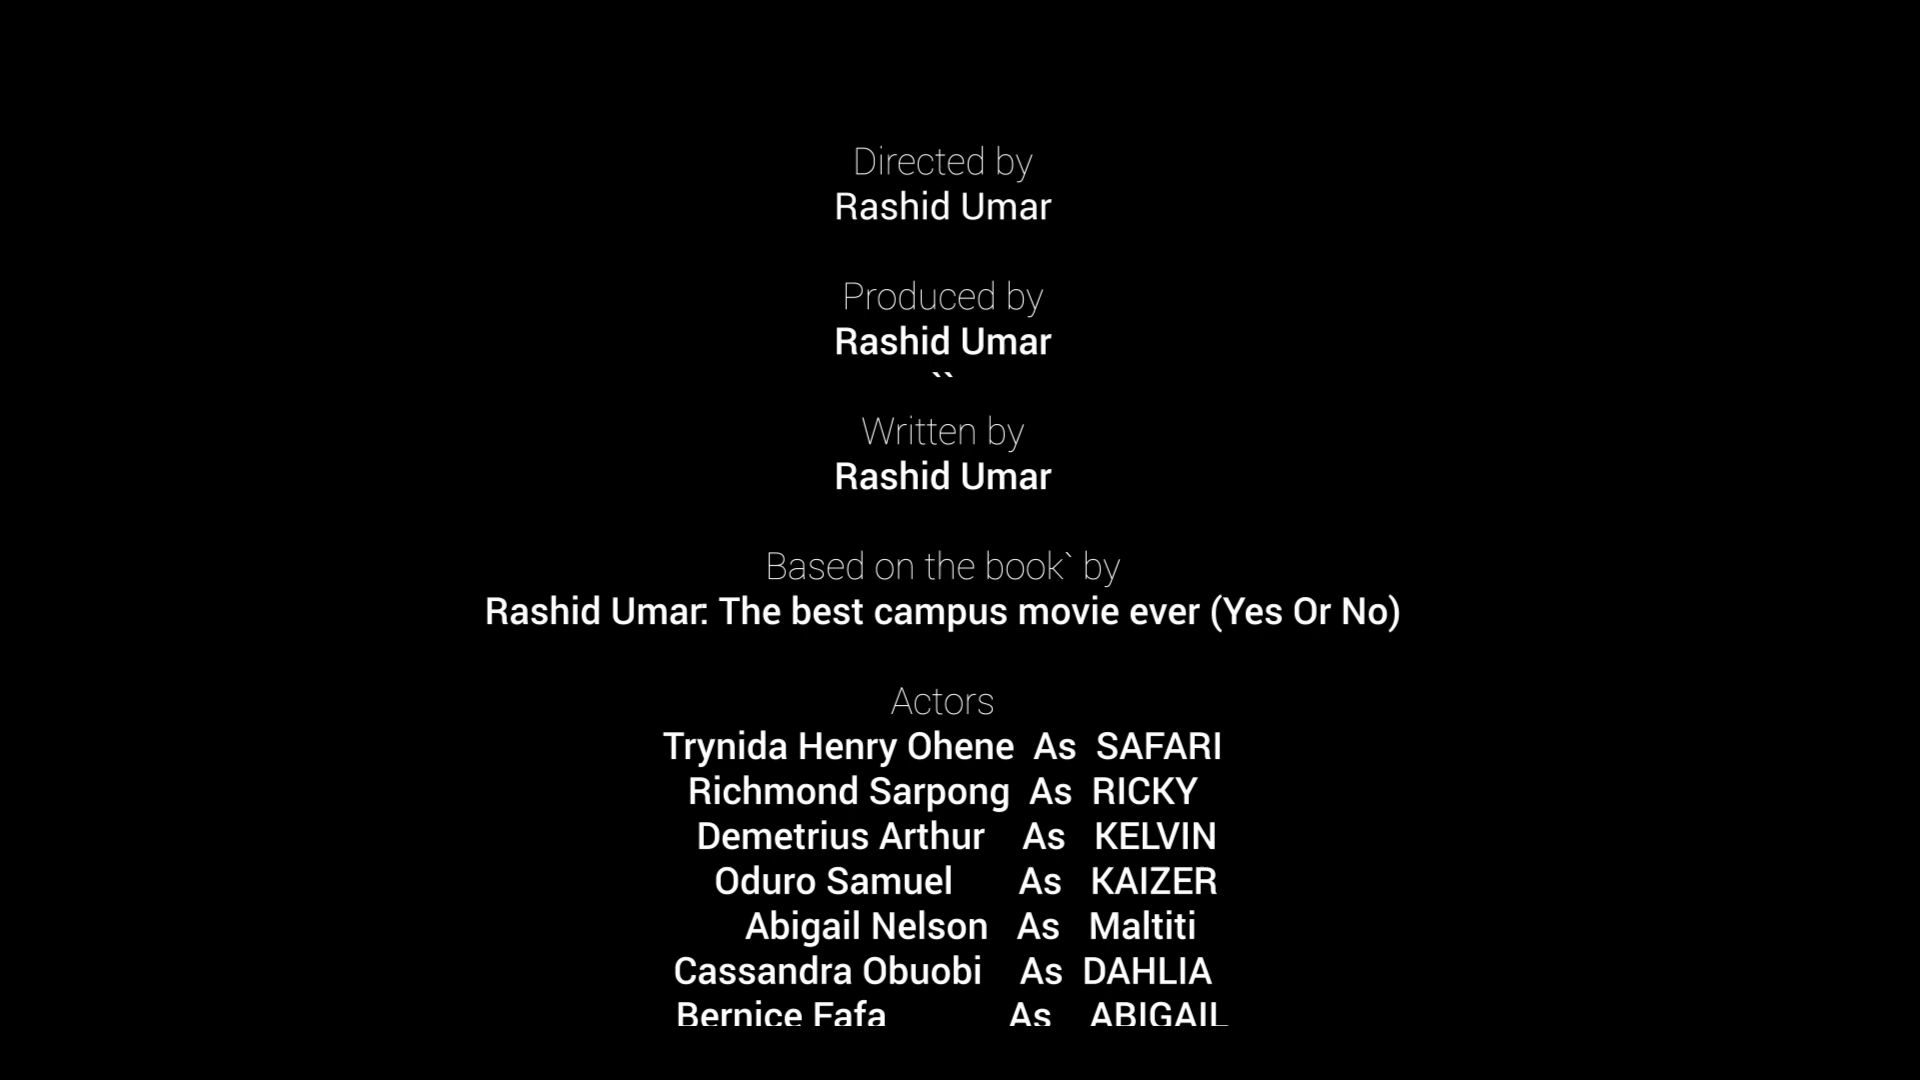 Directed by
Rashid Umar
Produced by
Rashid Umar
``
Written by
Rashid Umar
Based on the book` by
Rashid Umar: The best campus movie ever (Yes Or No)
Actors
Trynida Henry Ohene As SAFARI
Richmond Sarpong As RICKY
Demetrius Arthur As KELVIN
Oduro Samuel As KAIZER
Abigail Nelson As Maltiti
Cassandra Obuobi As DAHLIA
Bernice Fafa As ABIGAIL